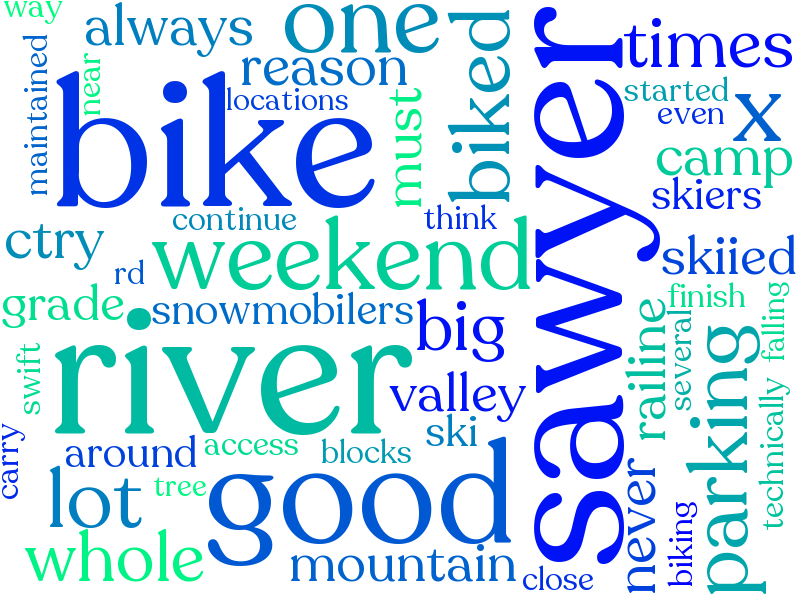 way
always
one
biked
sawyer
times
maintained
near
reason
locations
started
even
x
bike
must
camp
skiers
continue
think
ctry
weekend
skiied
rd
grade
snowmobilers
big
finish
falling
river
railine
several
parking
swift
valley
ski
technically
carry
around
access
blocks
never
lot
tree
good
biking
whole
mountain
close